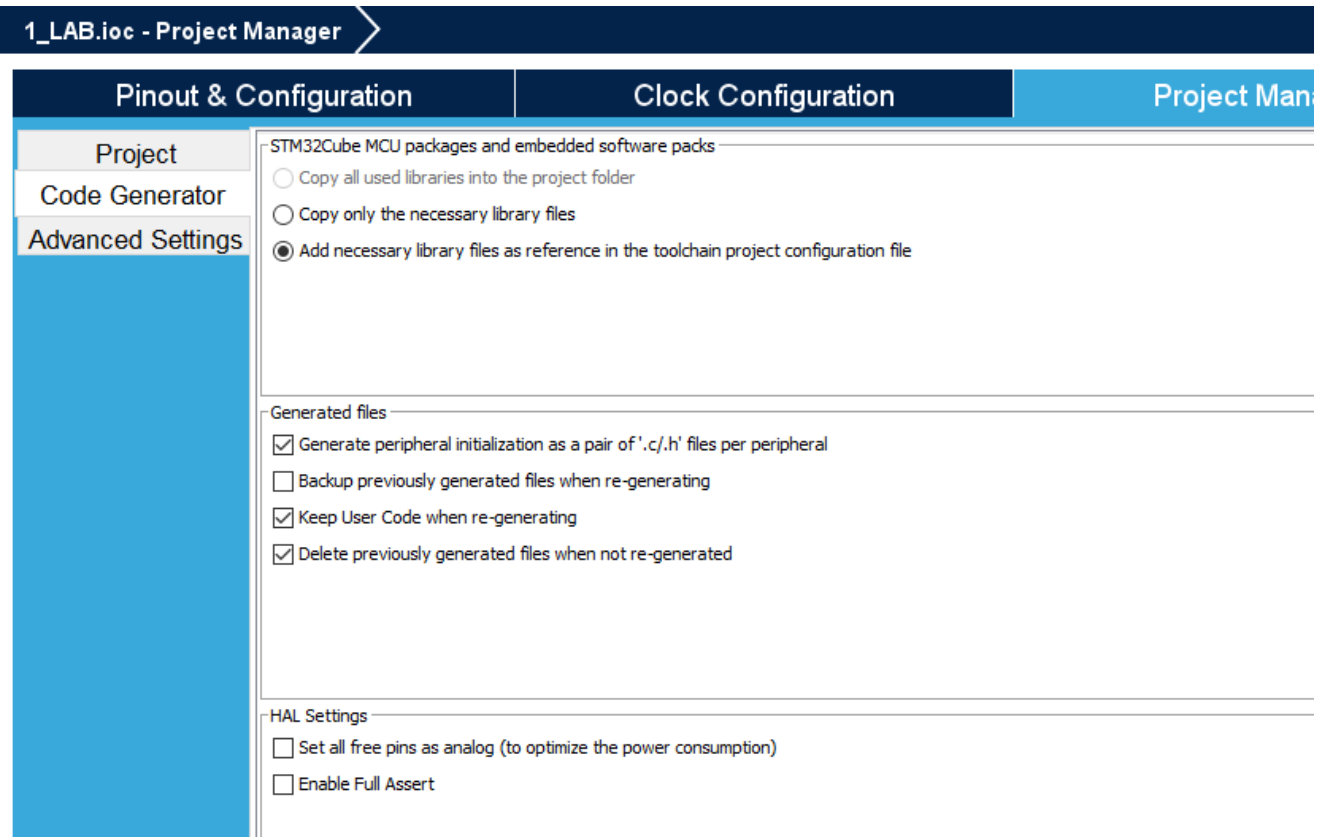 1_LAB.ioc - Project Manager
Pinout & Configuration
Clock Configuration
Project Man
Project
Code Generator
Advanced Settings
STM32Cube MCU packages and embedded software packs
Copy all used libraries into the project folder
Copy only the necessary library files
Add necessary library files as reference in the toolchain project configuration file
Generated files
Generate peripheral initialization as a pair of '.c/.h' files per peripheral
Backup previously generated files when re-generating
Keep User Code when re-generating
Delete previously generated files when not re-generated
HAL Settings
Set all free pins as analog (to optimize the power consumption)
Enable Full Assert